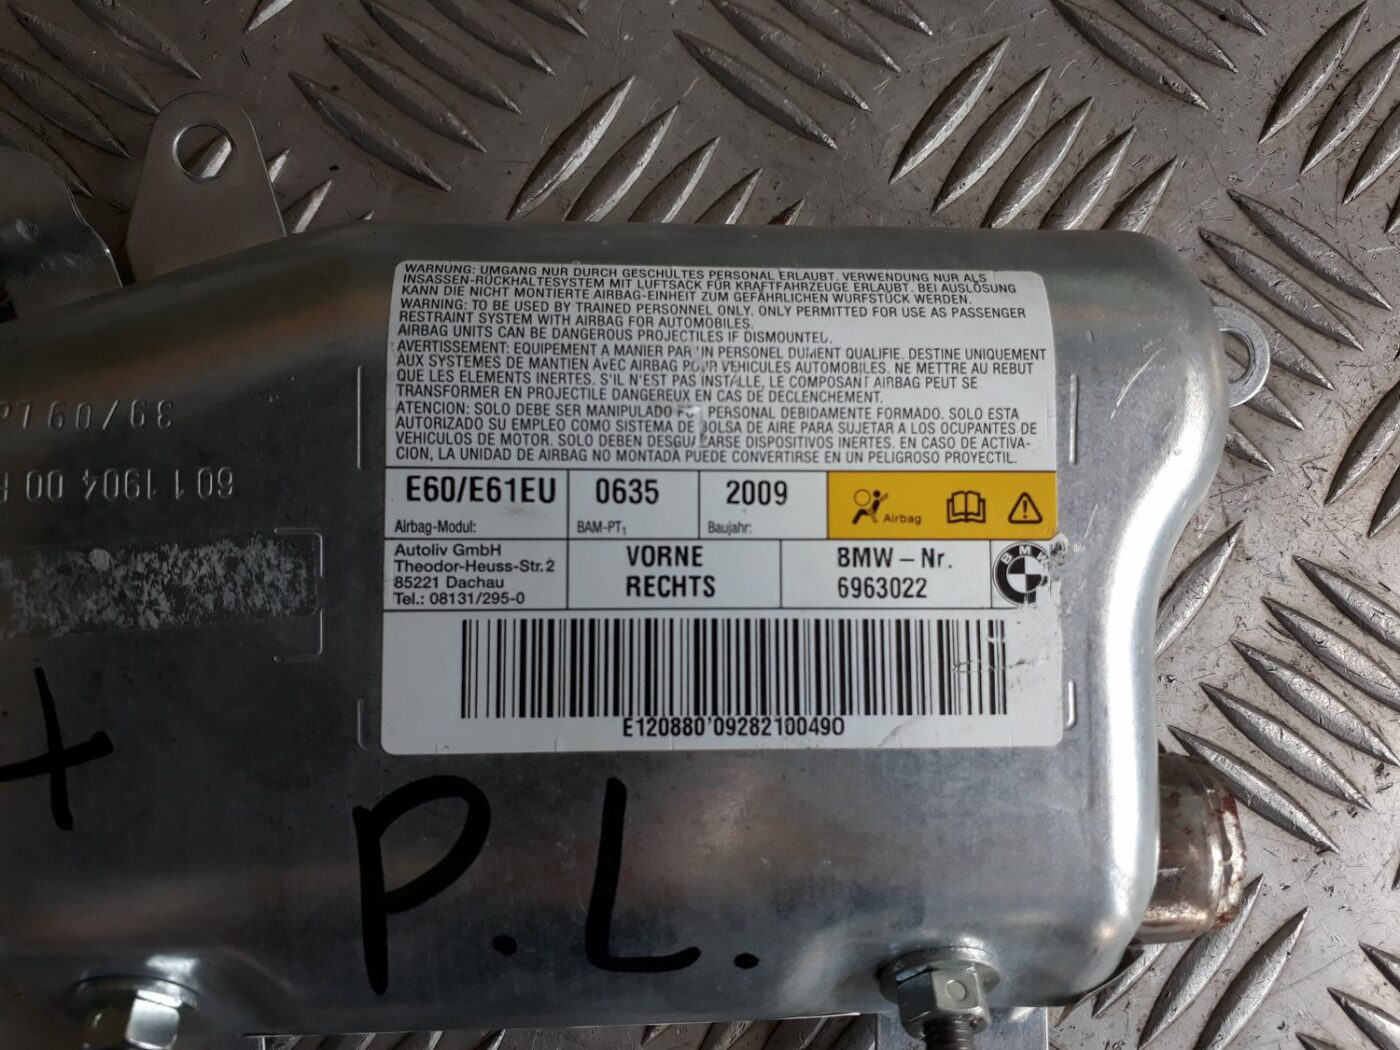 WARNUNG: UMGANG NUR DURCH GESCHULTES PERSONAL ERLAUBT. VERWENDUNG NUR ALS
INSASSEN-RÜCKHALTESYSTEM MIT LUFTSACK FÜR KRAFTFAHRZEUGE ERLAUBT. BEI AUSLÖSUNG
KANN DIE NICHT MONTIERTE AIRBAG-EINHEIT ZUM GEFÄHRLICHEN WURFSTÜCK WERDEN.
WARNING: TO BE USED BY TRAINED PERSONNEL ONLY. ONLY PERMITTED FOR USE AS PASSENGER
RESTRAINT SYSTEM WITH AIRBAG FOR AUTOMOBILES.
AIRBAG UNITS CAN BE DANGEROUS PROJECTILES IF DISMOUNTED.
AVERTISSEMENT: EQUIPEMENT A MANIER PAR UN PERSONEL DUMENT QUALIFIE. DESTINE UNIQUEMENT
AUX SYSTEMES DE MANTIEN AVEC AIRBAG POUR VEHICULES AUTOMOBILES. NE METTRE AU REBUT
QUE LES ELEMENTS INERTES. S'IL N'EST PAS INSTALLE, LE COMPOSANT AIRBAG PEUT SE
TRANSFORMER EN PROJECTILE DANGEREUX EN CAS DE DECLENCHEMENT.
ATENCION: SOLO DEBE SER MANIPULADO PERSONAL DEBIDAMENTE FORMADO. SOLO ESTA
AUTORIZADO SU EMPLEO COMO SISTEMA DE BOLSA DE AIRE PARA SUJETAR A LOS OCUPANTES DE
VEHICULOS DE MOTOR. SOLO DEBEN DESGUAZARSE DISPOSITIVOS INERTES. EN CASO DE ACTIVA-
CION, LA UNIDAD DE AIRBAG NO MONTADA PUEDE CONVERTIRSE EN UN PELIGROSO PROYECTIL.
E60/E61EU 0635 2009
Airbag
Airbag-Modul: BAM-PT1 Baujahr:
Autoliv GmbH
Theodor-Heuss-Str.2
85221 Dachau
Tel.: 08131/295-0
VORNE
RECHTS
BMW-Nr.
6963022
BMW
E120880'09282100490
39/09
601 1904 00
P.L.